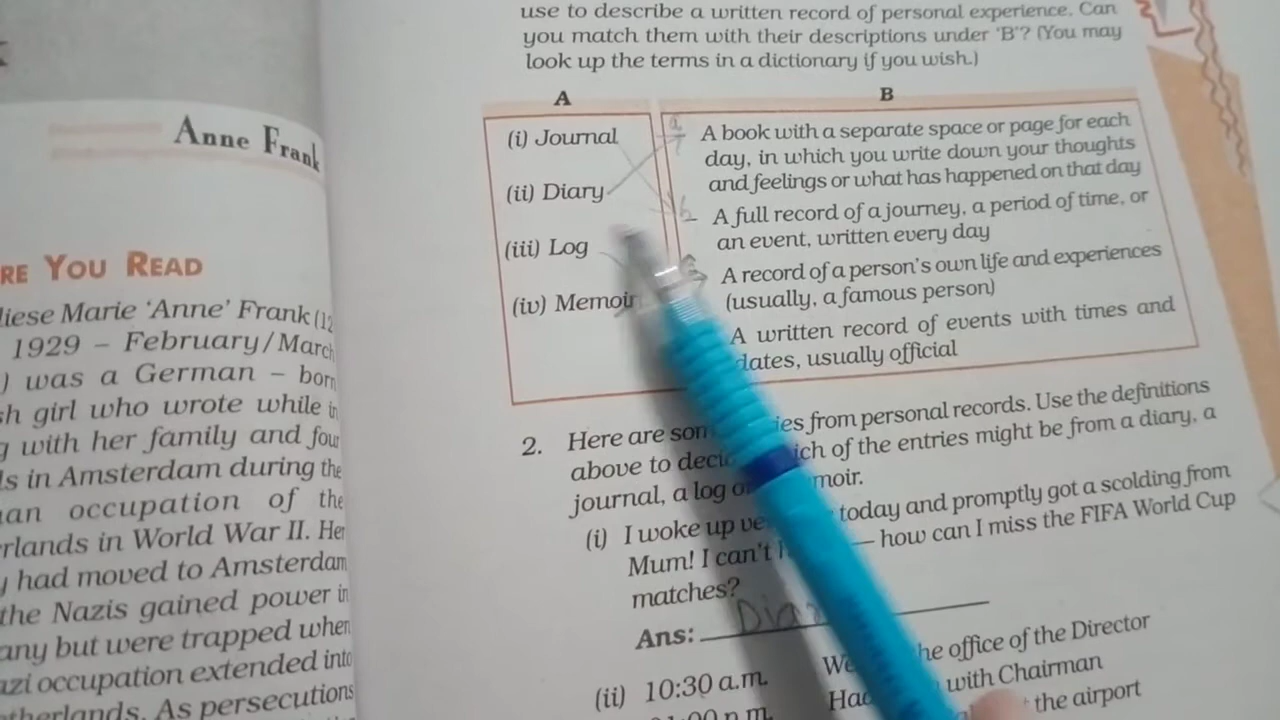 Anne Frank
RE YOU READ
liese Marie 'Anne' Frank (12
1929 – February/March
) was a German – born
sh girl who wrote while in
g with her family and four
ls in Amsterdam during the
an occupation of the
rlands in World War II. Her
y had moved to Amsterdam
the Nazis gained power in
any but were trapped when
azi occupation extended into
therlands. As persecutions
use to describe a written record of personal experience. Can
you match them with their descriptions under 'B'? (You may
look up the terms in a dictionary if you wish.)
A
(i) Journal
(ii) Diary
(iii) Log
(iv) Memoir
B
a
A book with a separate space or page for each
day, in which you write down your thoughts
and feelings or what has happened on that day
b
A full record of a journey, a period of time, or
an event, written every day
A record of a person's own life and experiences
(usually, a famous person)
A written record of events with times and
dates, usually official
2. Here are som ies from personal records. Use the definitions
above to deci ich of the entries might be from a diary, a
journal, a log o moir.
(i) I woke up ve today and promptly got a scolding from
Mum! I can't — how can I miss the FIFA World Cup
matches?
Ans: Dia
(ii) 10:30 a.m. We he office of the Director
Ha with Chairman
00 p.m. t the airport